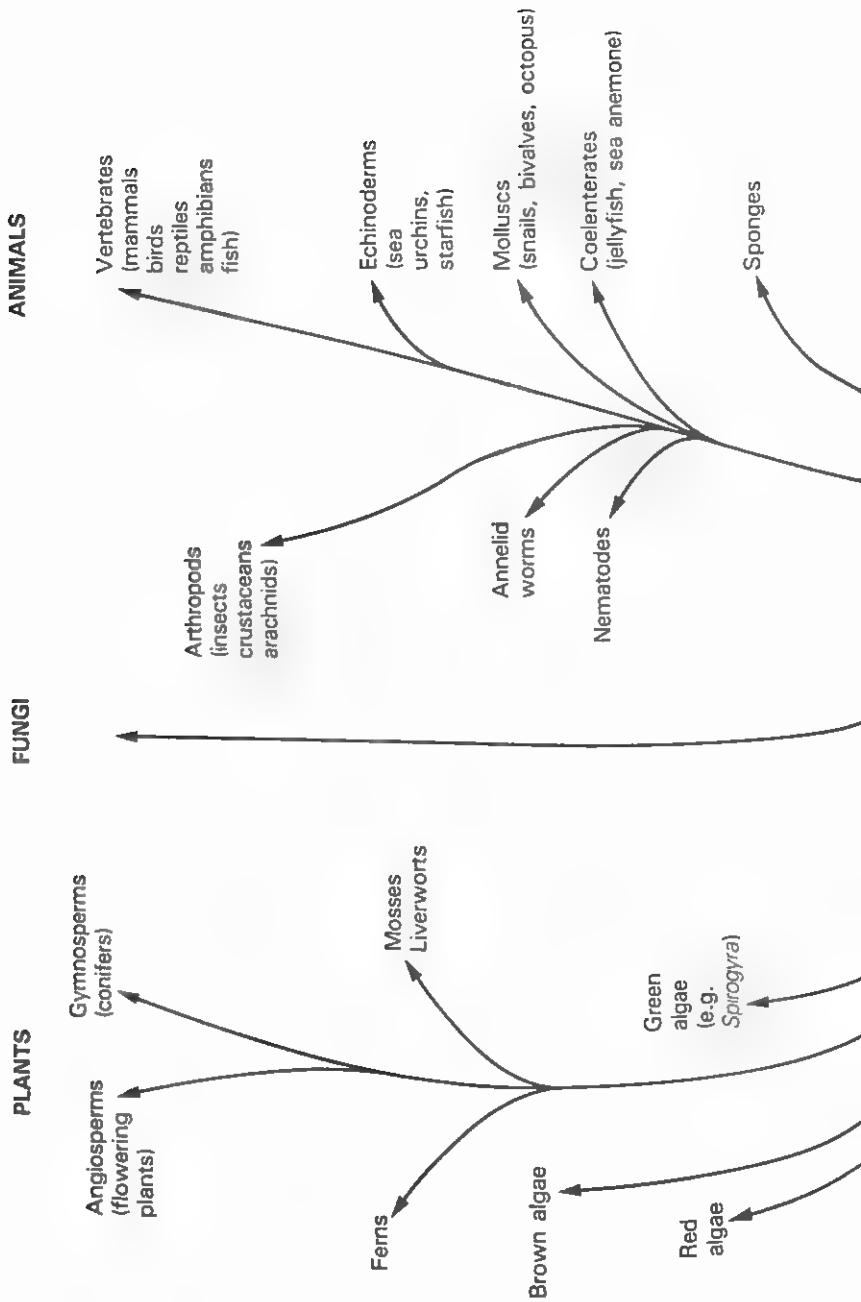 PLANTS
FUNGI
ANIMALS
Angiosperms
(flowering
plants)
Gymnosperms
(conifers)
Ferns
Mosses
Liverworts
Brown algae
Red
algae
Green
algae
(e.g.
Spirogyra)
Arthropods
(insects
crustaceans
arachnids)
Annelid
worms
Nematodes
Vertebrates
(mammals
birds
reptiles
amphibians
fish)
Echinoderms
(sea
urchins,
starfish)
Molluscs
(snails, bivalves, octopus)
Coelenterates
(jellyfish, sea anemone)
Sponges